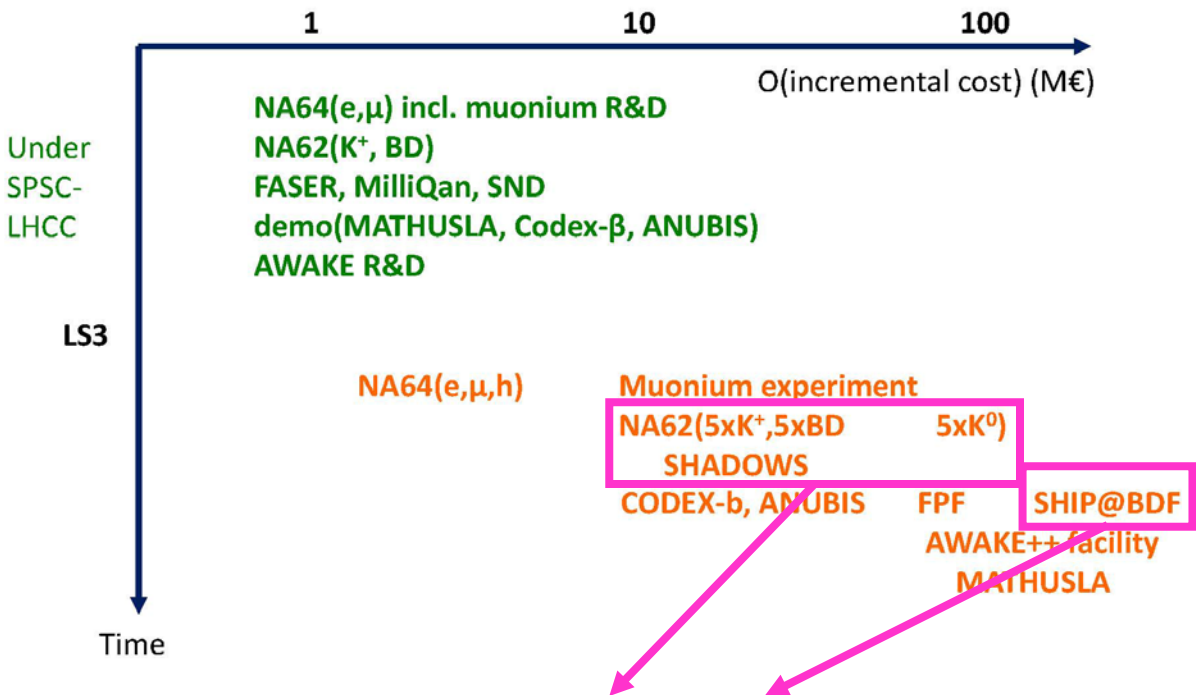 1 10 100
O(incremental cost) (M€)
NA64(e,μ) incl. muonium R&D
Under NA62(K⁺, BD)
SPSC- FASER, MilliQan, SND
LHCC demo(MATHUSLA, Codex-β, ANUBIS)
AWAKE R&D
LS3
NA64(e,μ,h) Muonium experiment
NA62(5xK⁺,5xBD 5xK⁰)
SHADOWS
CODEX-b, ANUBIS FPF SHIP@BDF
AWAKE++ facility
MATHUSLA
Time